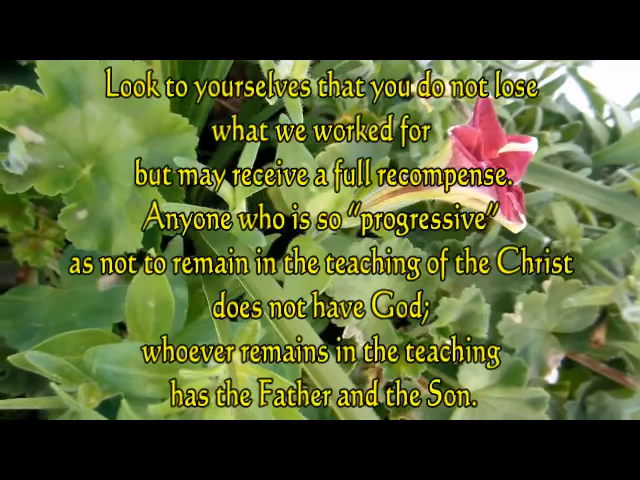 Look to yourselves that you do not lose
what we worked for
but may receive a full recompense.
Anyone who is so “progressive”
as not to remain in the teaching of the Christ
does not have God;
whoever remains in the teaching
has the Father and the Son.